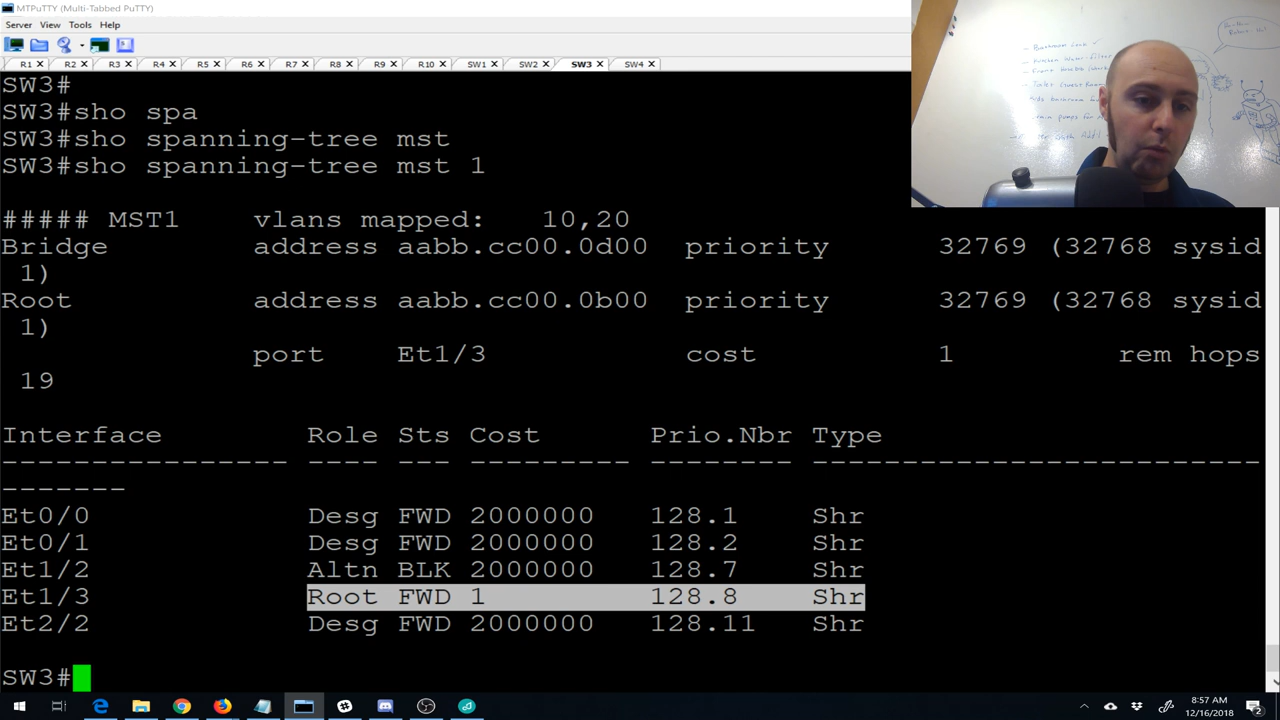 MTPuTTY (Multi-Tabbed PuTTY)
Server View Tools Help
R1 R2 R3 R4 R5 R6 R7 R8 R9 R10 SW1 SW2 SW3 SW4
SW3#
SW3#sho spa
SW3#sho spanning-tree mst
SW3#sho spanning-tree mst 1
##### MST1 vlans mapped: 10,20
Bridge address aabb.cc00.0d00 priority 32769 (32768 sysid
1)
Root address aabb.cc00.0b00 priority 32769 (32768 sysid
1)
port Et1/3 cost 1 rem hops
19
Interface Role Sts Cost Prio.Nbr Type
---------------- ---- --- --------- -------- -------------------------
-------
Et0/0 Desg FWD 2000000 128.1 Shr
Et0/1 Desg FWD 2000000 128.2 Shr
Et1/2 Altn BLK 2000000 128.7 Shr
Et1/3 Root FWD 1 128.8 Shr
Et2/2 Desg FWD 2000000 128.11 Shr
SW3#
8:57 AM
12/16/2018
2